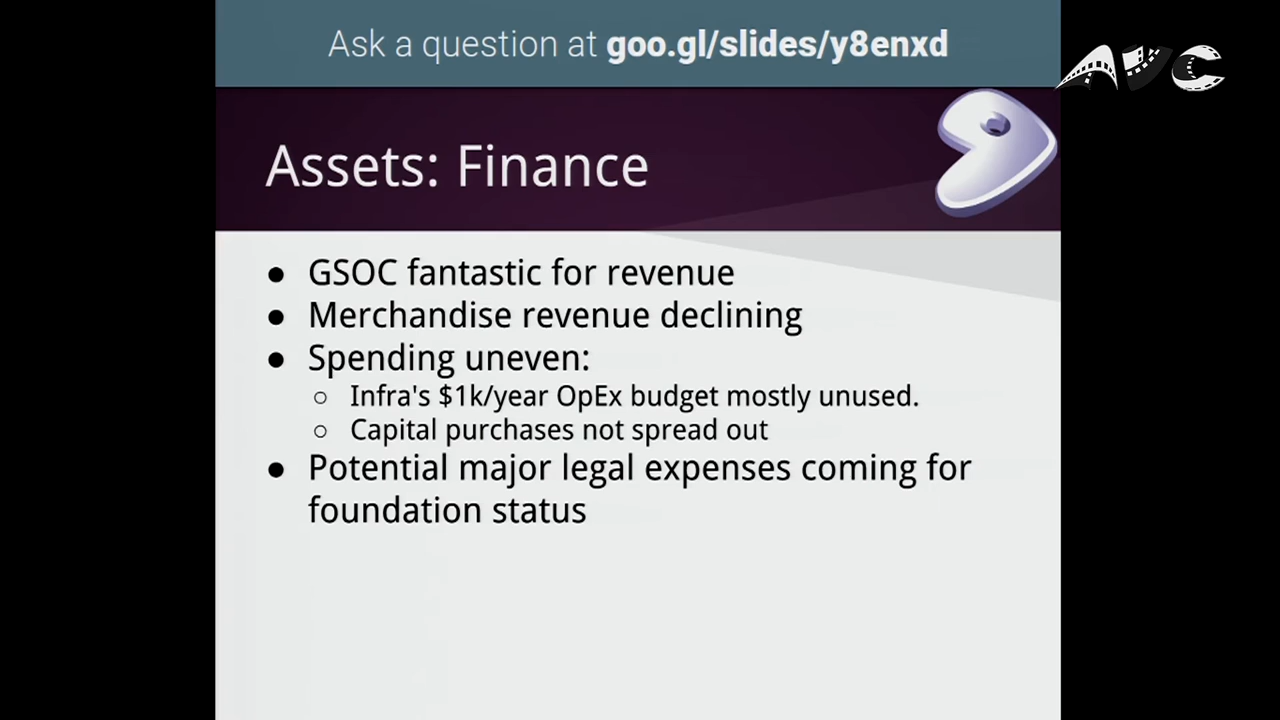 Ask a question at goo.gl/slides/y8enxd
AVC
Assets: Finance
● GSOC fantastic for revenue
● Merchandise revenue declining
● Spending uneven:
○ Infra's $1k/year OpEx budget mostly unused.
○ Capital purchases not spread out
● Potential major legal expenses coming for
foundation status